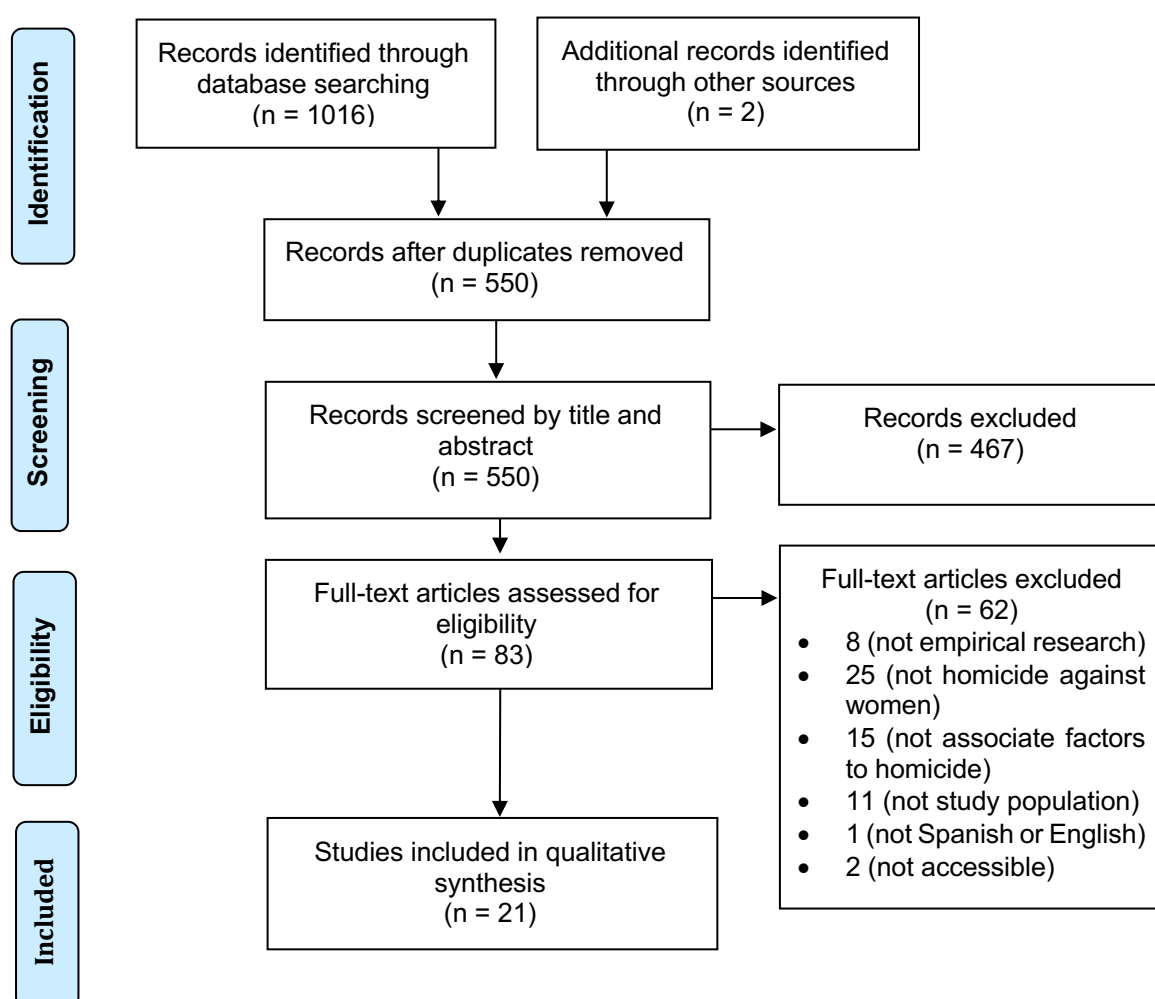 Identification
Records identified through
database searching
(n = 1016)
Additional records identified
through other sources
(n = 2)
Records after duplicates removed
(n = 550)
Screening
Records screened by title and
abstract
(n = 550)
Records excluded
(n = 467)
Eligibility
Full-text articles assessed for
eligibility
(n = 83)
Full-text articles excluded
(n = 62)
• 8 (not empirical research)
• 25 (not homicide against
women)
• 15 (not associate factors
to homicide)
• 11 (not study population)
• 1 (not Spanish or English)
• 2 (not accessible)
Included
Studies included in qualitative
synthesis
(n = 21)